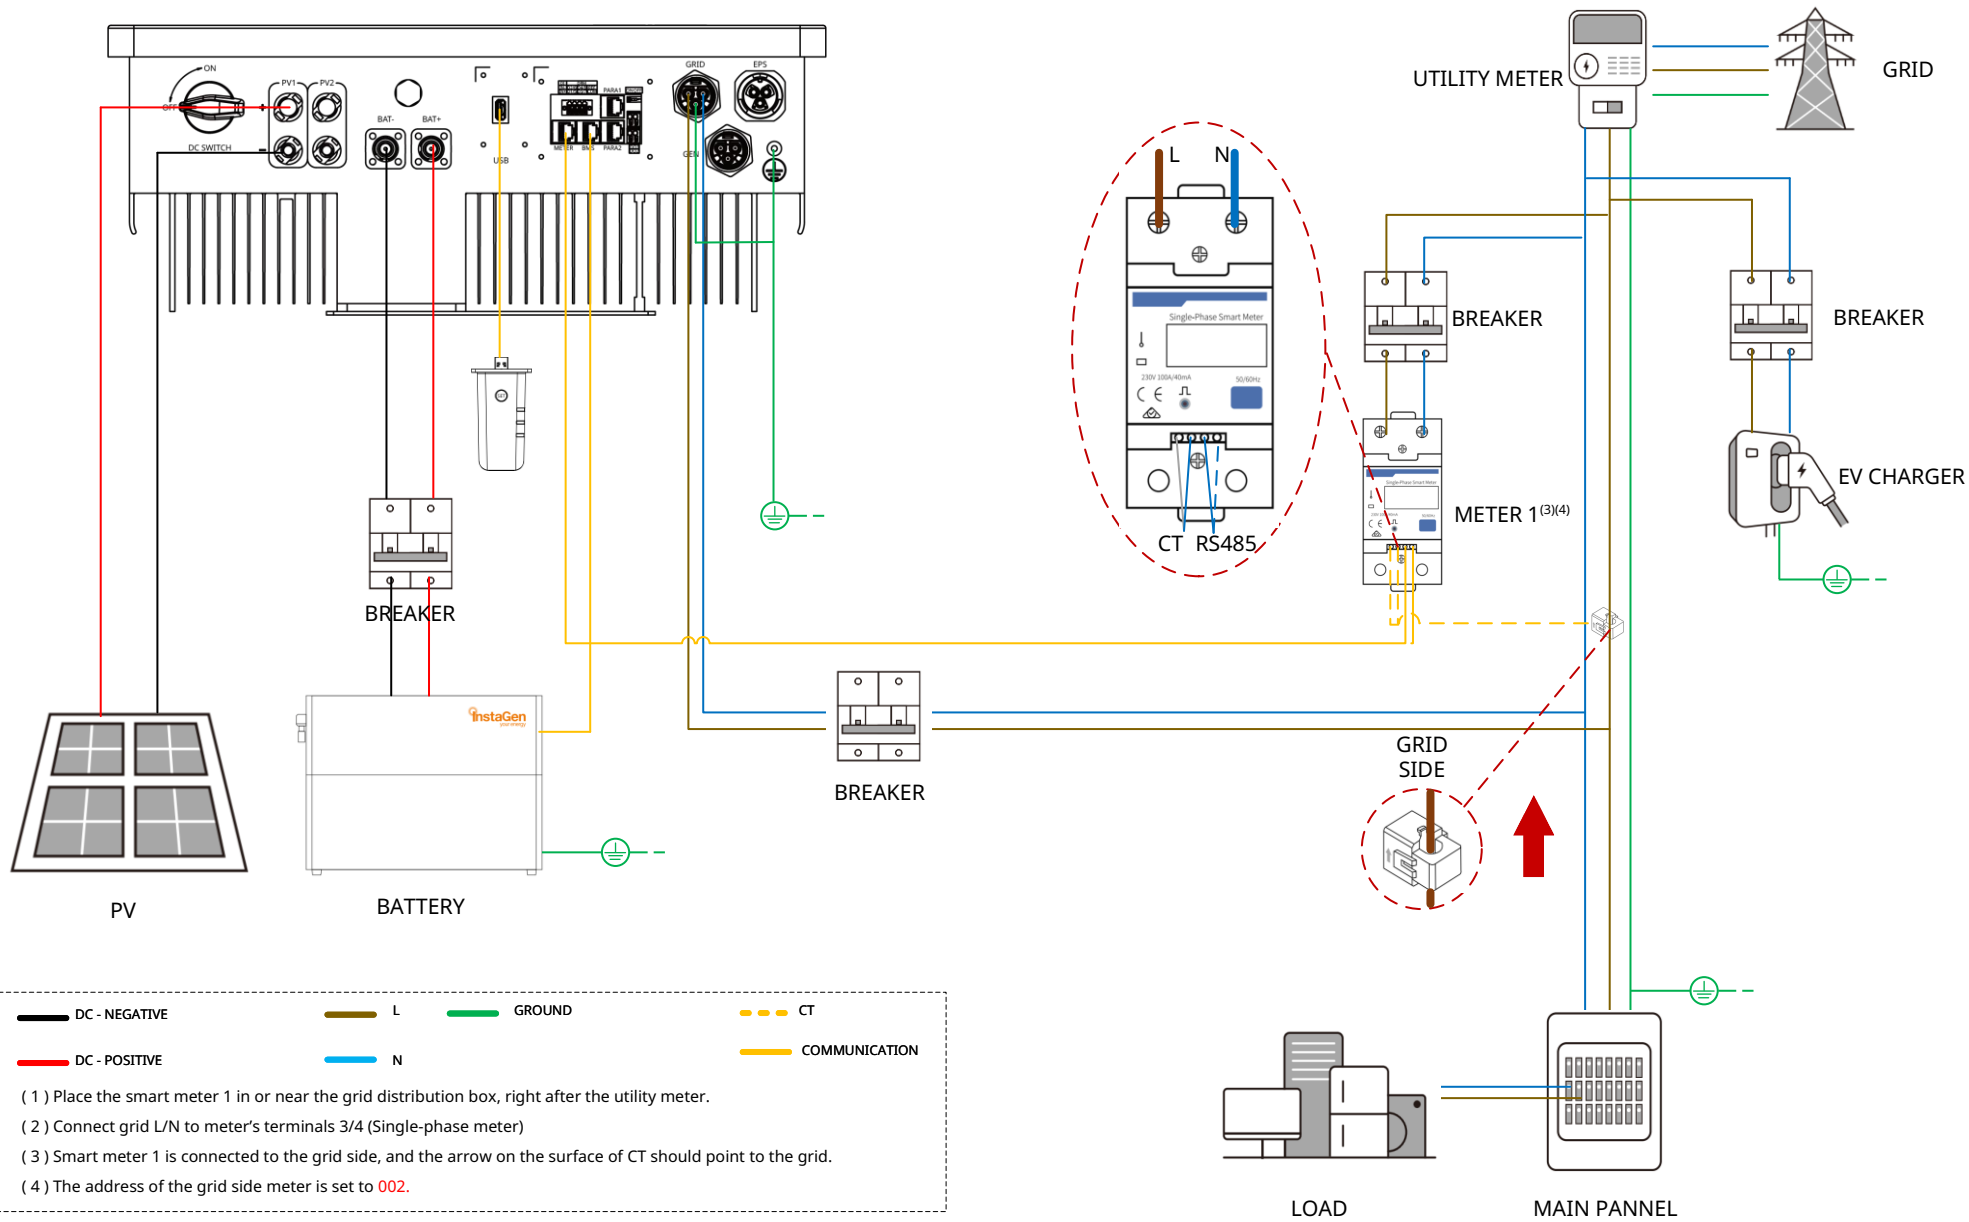 ON
OFF
DC SWITCH
PV1
PV2
+
-
BAT-
BAT+
USB
METER
BMS
PARA1
PARA2
GRID
EPS
GEN
UTILITY METER
GRID
L
N
Single-Phase Smart Meter
230V 100A/40mA
50/60Hz
CT RS485
BREAKER
BREAKER
Single-Phase Smart Meter
METER 1(3)(4)
EV CHARGER
BREAKER
InstaGen
BREAKER
GRID
SIDE
PV
BATTERY
DC - NEGATIVE
L
GROUND
CT
DC - POSITIVE
N
COMMUNICATION
( 1 ) Place the smart meter 1 in or near the grid distribution box, right after the utility meter.
( 2 ) Connect grid L/N to meter’s terminals 3/4 (Single-phase meter)
( 3 ) Smart meter 1 is connected to the grid side, and the arrow on the surface of CT should point to the grid.
( 4 ) The address of the grid side meter is set to 002.
LOAD
MAIN PANNEL